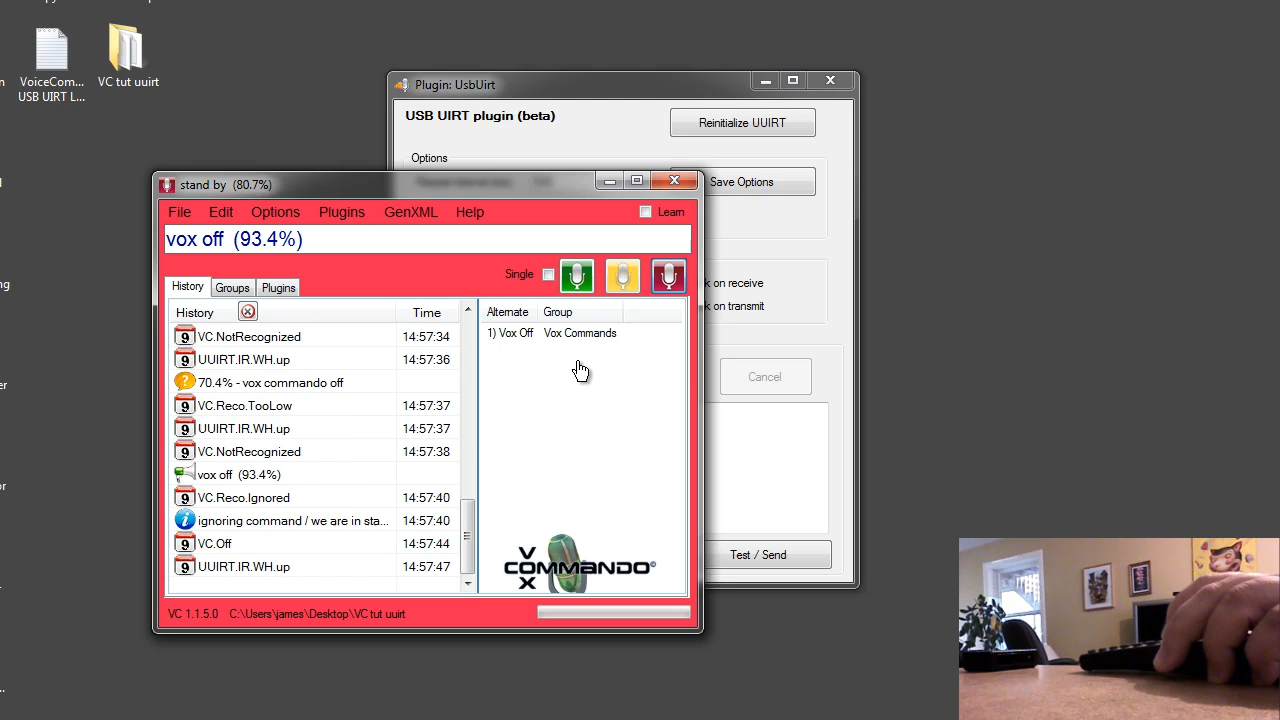 VoiceCom...
USB UIRT L...
VC tut uuirt
Plugin: UsbUirt
USB UIRT plugin (beta)
Reinitialize UUIRT
Options
Save Options
k on receive
k on transmit
Cancel
Test / Send
stand by (80.7%)
File Edit Options Plugins GenXML Help
Learn
vox off (93.4%)
Single
History Groups Plugins
History Time
VC.NotRecognized 14:57:34
UUIRT.IR.WH.up 14:57:36
70.4% - vox commando off
VC.Reco.TooLow 14:57:37
UUIRT.IR.WH.up 14:57:37
VC.NotRecognized 14:57:38
vox off (93.4%)
VC.Reco.Ignored 14:57:40
ignoring command / we are in sta... 14:57:40
VC.Off 14:57:44
UUIRT.IR.WH.up 14:57:47
Alternate Group
1) Vox Off Vox Commands
VOX
COMMANDO©
VC 1.1.5.0 C:\Users\james\Desktop\VC tut uuirt